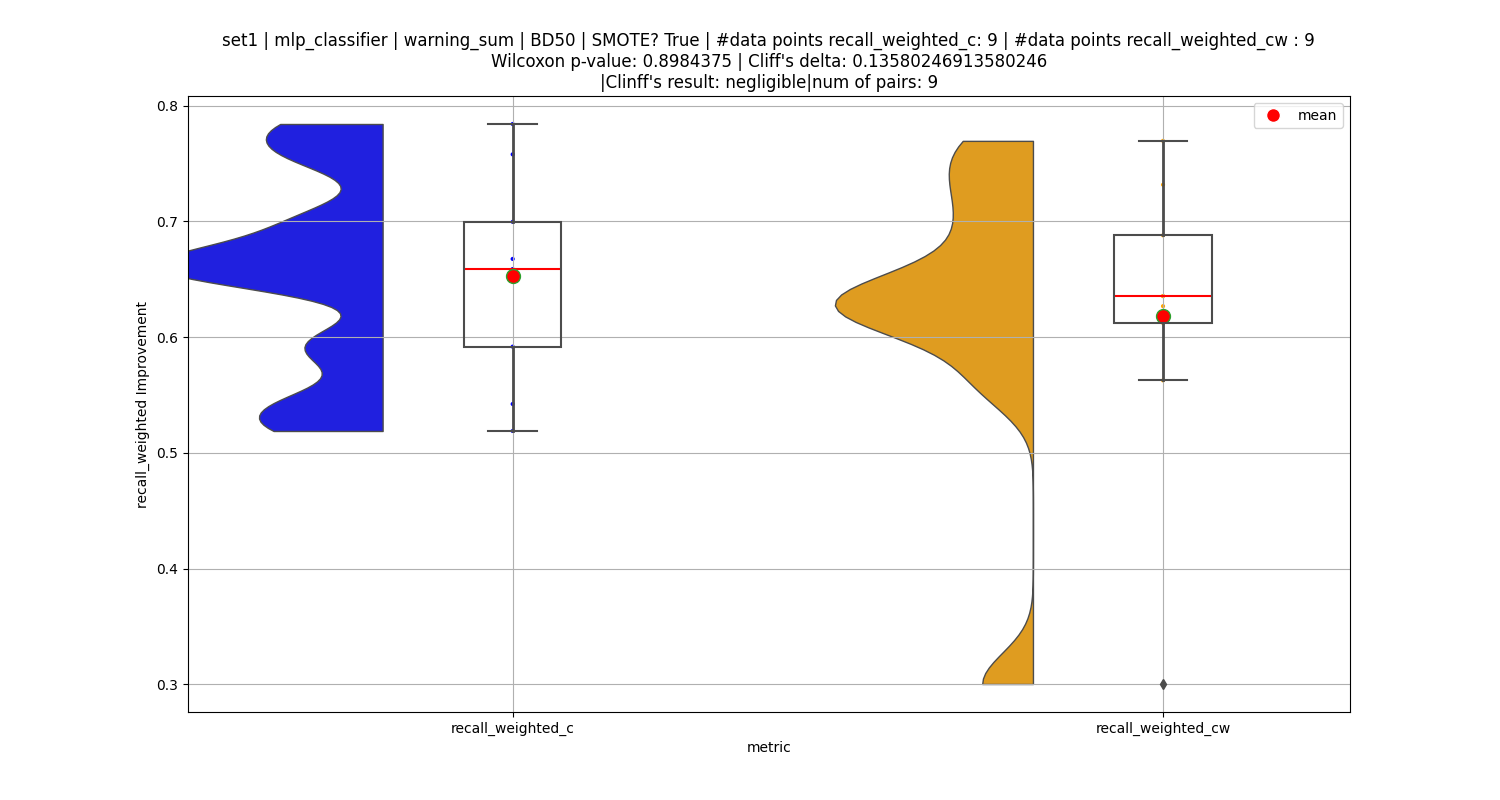 set1 | mlp_classifier | warning_sum | BD50 | SMOTE? True | #data points recall_weighted_c: 9 | #data points recall_weighted_cw : 9
Wilcoxon p-value: 0.8984375 | Cliff's delta: 0.13580246913580246
|Clinff's result: negligible|num of pairs: 9
mean
0.8
0.7
0.6
0.5
0.4
0.3
recall_weighted Improvement
recall_weighted_c
recall_weighted_cw
metric